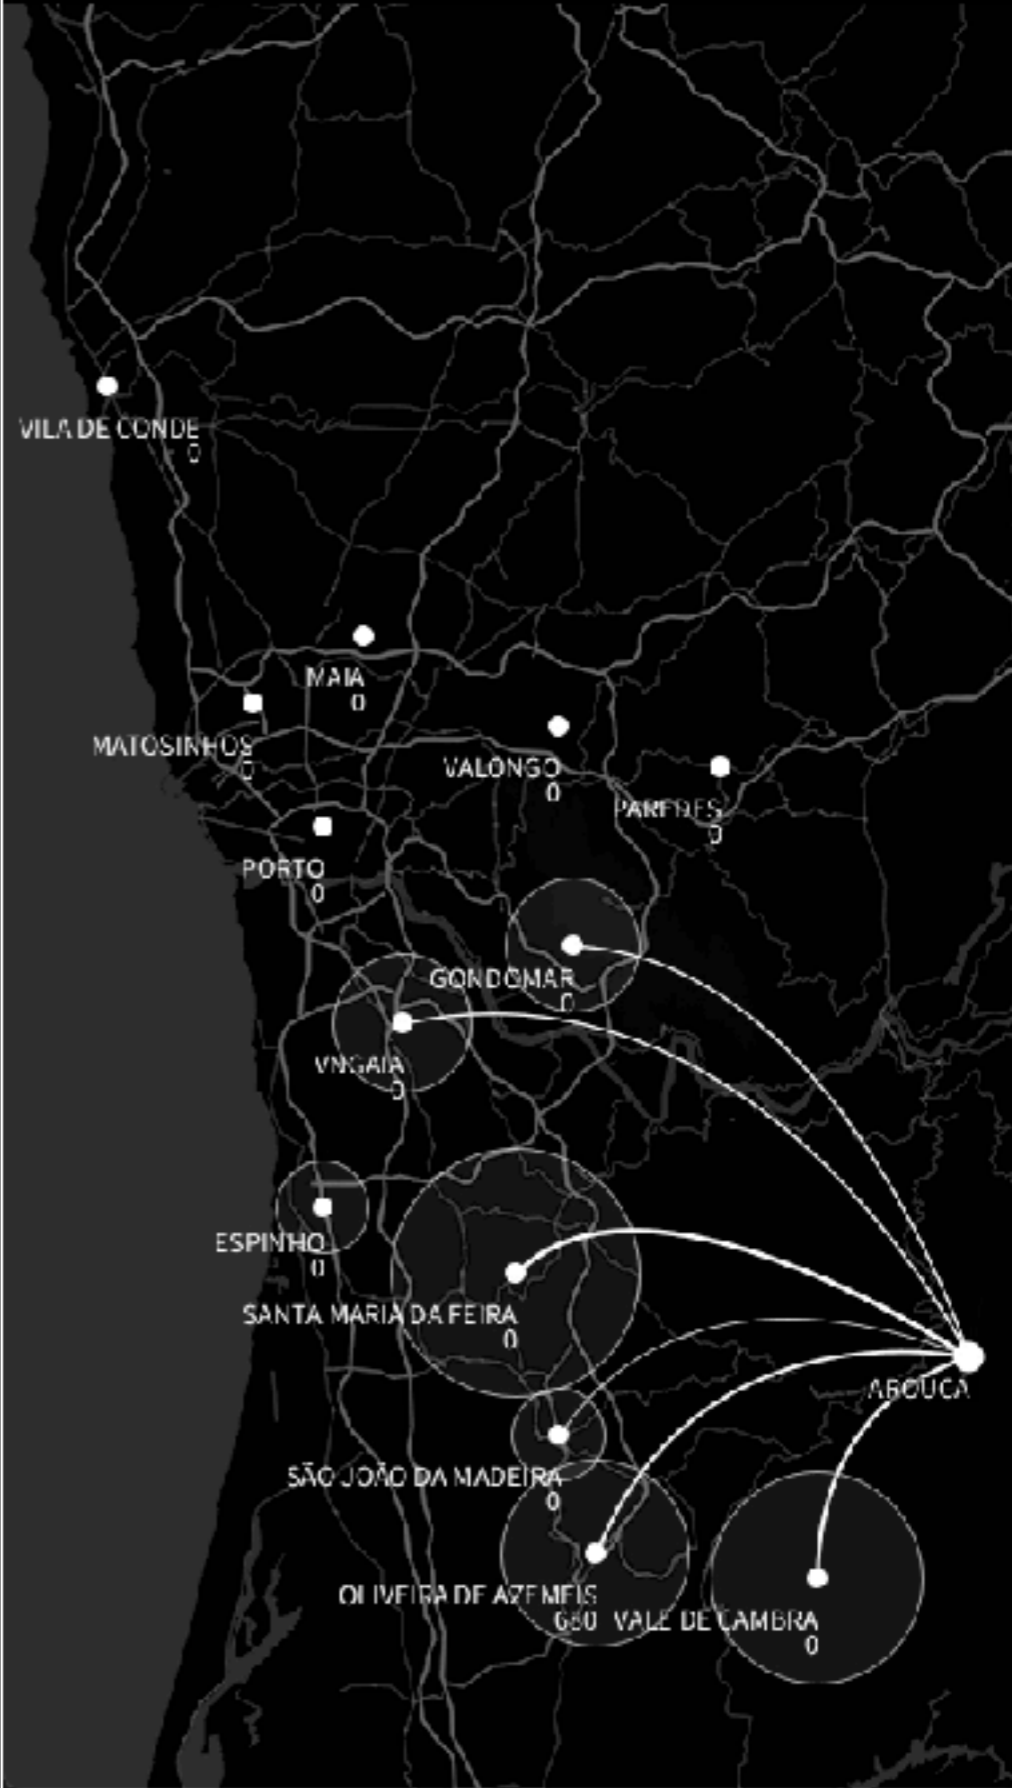 VILA DE CONDE
0
MAIA
0
MATOSINHOS
0
VALONGO
0
PAREDES
0
PORTO
0
GONDOMAR
0
VNGAIA
0
ESPINHO
0
SANTA MARIA DA FEIRA
0
AROUCA
SÃO JOÃO DA MADEIRA
0
OLIVEIRA DE AZEMEIS
680
VALE DE CAMBRA
0